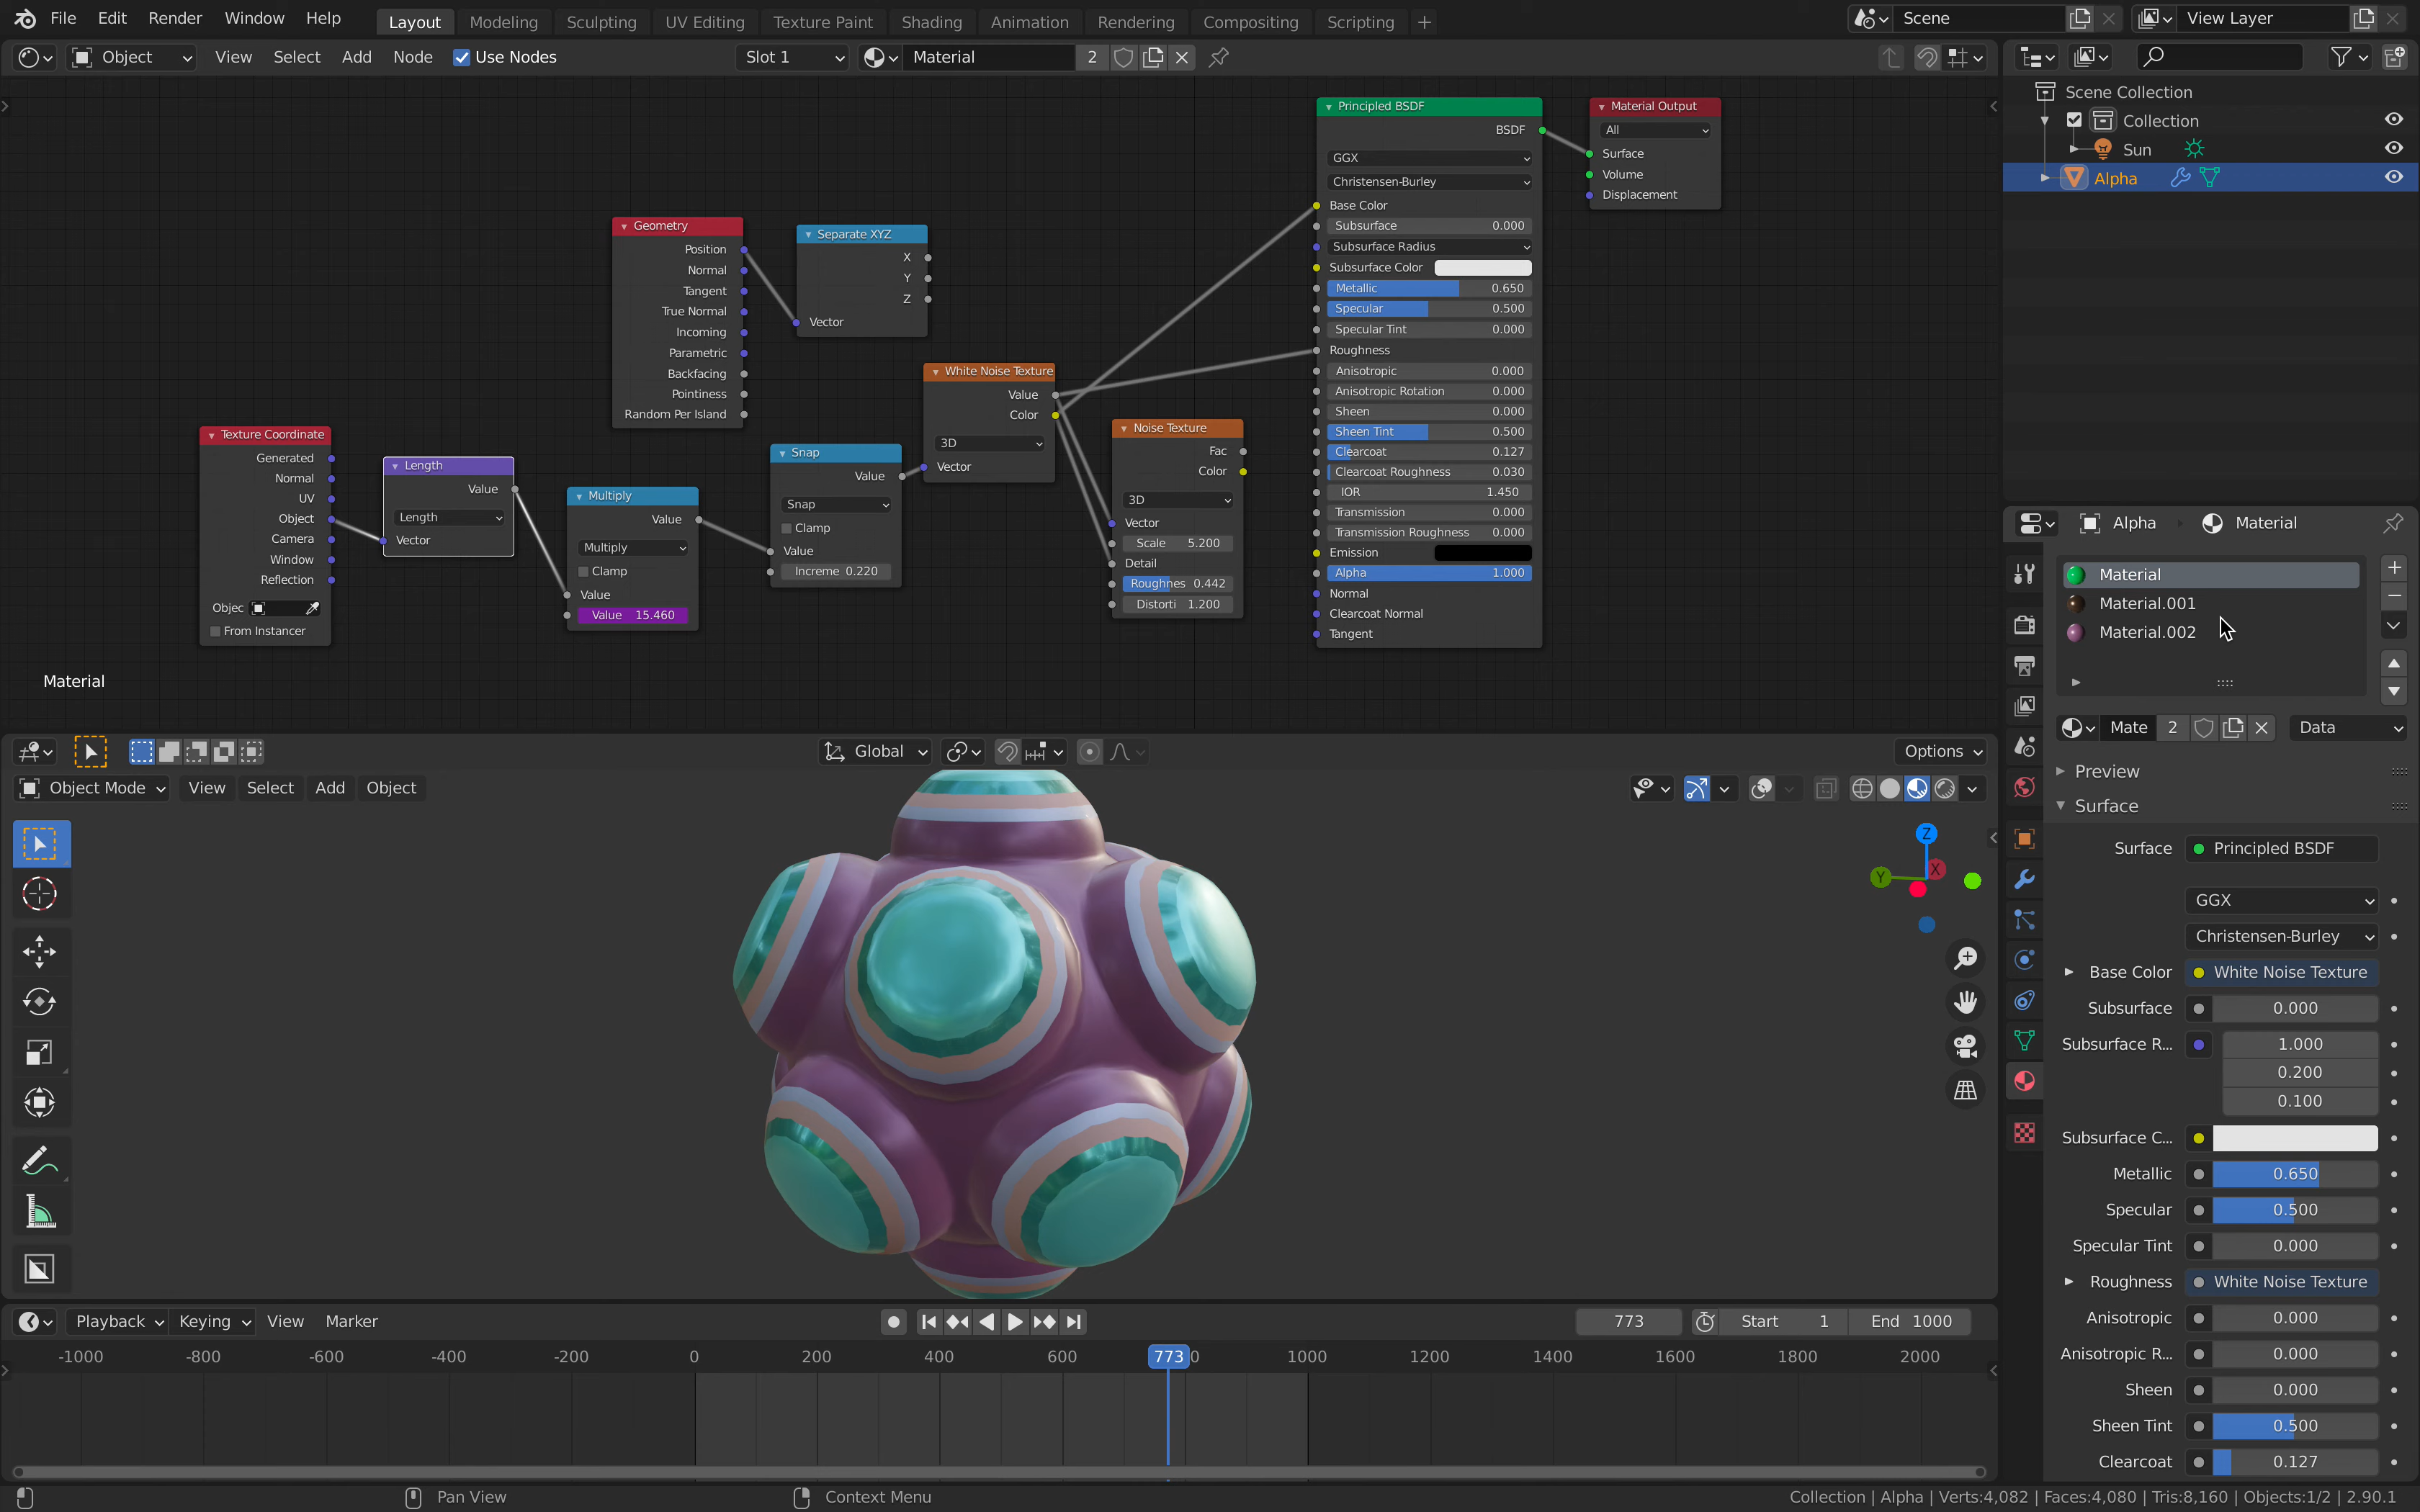 File Edit Render Window Help Layout Modeling Sculpting UV Editing Texture Paint Shading Animation Rendering Compositing Scripting + Scene View Layer
Object View Select Add Node Use Nodes Slot 1 Material 2
Scene Collection
Collection
Sun
Alpha
Principled BSDF
BSDF
GGX
Christensen-Burley
Base Color
Subsurface 0.000
Subsurface Radius
Subsurface Color
Metallic 0.650
Specular 0.500
Specular Tint 0.000
Roughness
Anisotropic 0.000
Anisotropic Rotation 0.000
Sheen 0.000
Sheen Tint 0.500
Clearcoat 0.127
Clearcoat Roughness 0.030
IOR 1.450
Transmission 0.000
Transmission Roughness 0.000
Emission
Alpha 1.000
Normal
Clearcoat Normal
Tangent
Material Output
All
Surface
Volume
Displacement
Geometry
Position
Normal
Tangent
True Normal
Incoming
Parametric
Backfacing
Pointiness
Random Per Island
Separate XYZ
X
Y
Z
Vector
White Noise Texture
Value
Color
3D
Vector
Noise Texture
Fac
Color
3D
Vector
Scale 5.200
Detail
Roughnes 0.442
Distorti 1.200
Texture Coordinate
Generated
Normal
UV
Object
Camera
Window
Reflection
Objec
From Instancer
Length
Value
Length
Vector
Multiply
Value
Multiply
Clamp
Value
Value 15.460
Snap
Value
Snap
Clamp
Value
Increme 0.220
Material
Alpha Material
Material
Material.001
Material.002
Mate 2 Data
Preview
Surface
Surface Principled BSDF
GGX
Christensen-Burley
Base Color White Noise Texture
Subsurface 0.000
Subsurface R... 1.000
0.200
0.100
Subsurface C...
Metallic 0.650
Specular 0.500
Specular Tint 0.000
Roughness White Noise Texture
Anisotropic 0.000
Anisotropic R... 0.000
Sheen 0.000
Sheen Tint 0.500
Clearcoat 0.127
Global Options
Object Mode View Select Add Object
Z
Y X
Playback Keying View Marker 773 Start 1 End 1000
-1000 -800 -600 -400 -200 0 200 400 600 773 0 1000 1200 1400 1600 1800 2000
Pan View Context Menu Collection | Alpha | Verts:4,082 | Faces:4,080 | Tris:8,160 | Objects:1/2 | 2.90.1